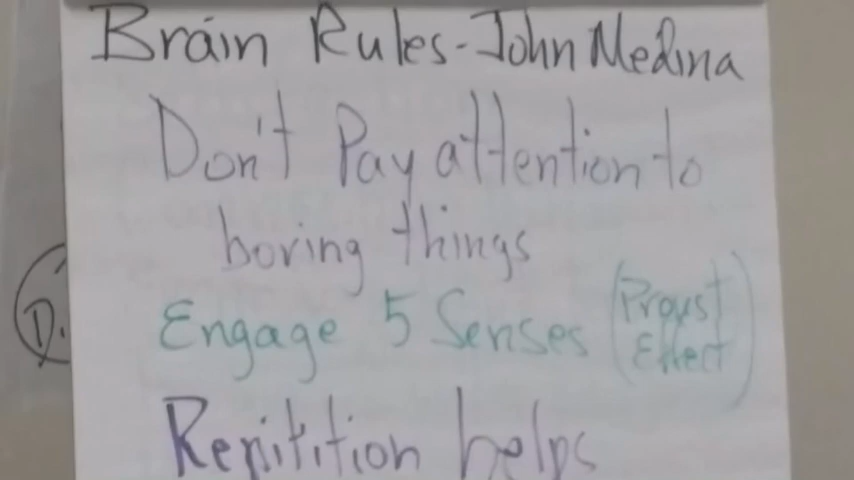 Brain Rules - John Medina
Don't Pay attention to
boring things
Engage 5 Senses (Proust
Effect)
Repitition helps
D.